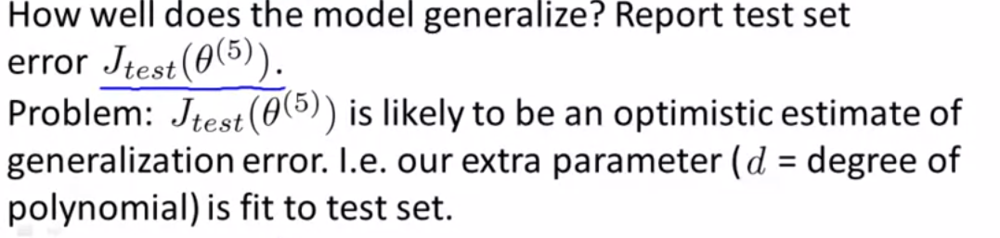 How well does the model generalize? Report test set
error J_{test}(θ^{(5)}).
Problem: J_{test}(θ^{(5)}) is likely to be an optimistic estimate of
generalization error. I.e. our extra parameter (d = degree of
polynomial) is fit to test set.